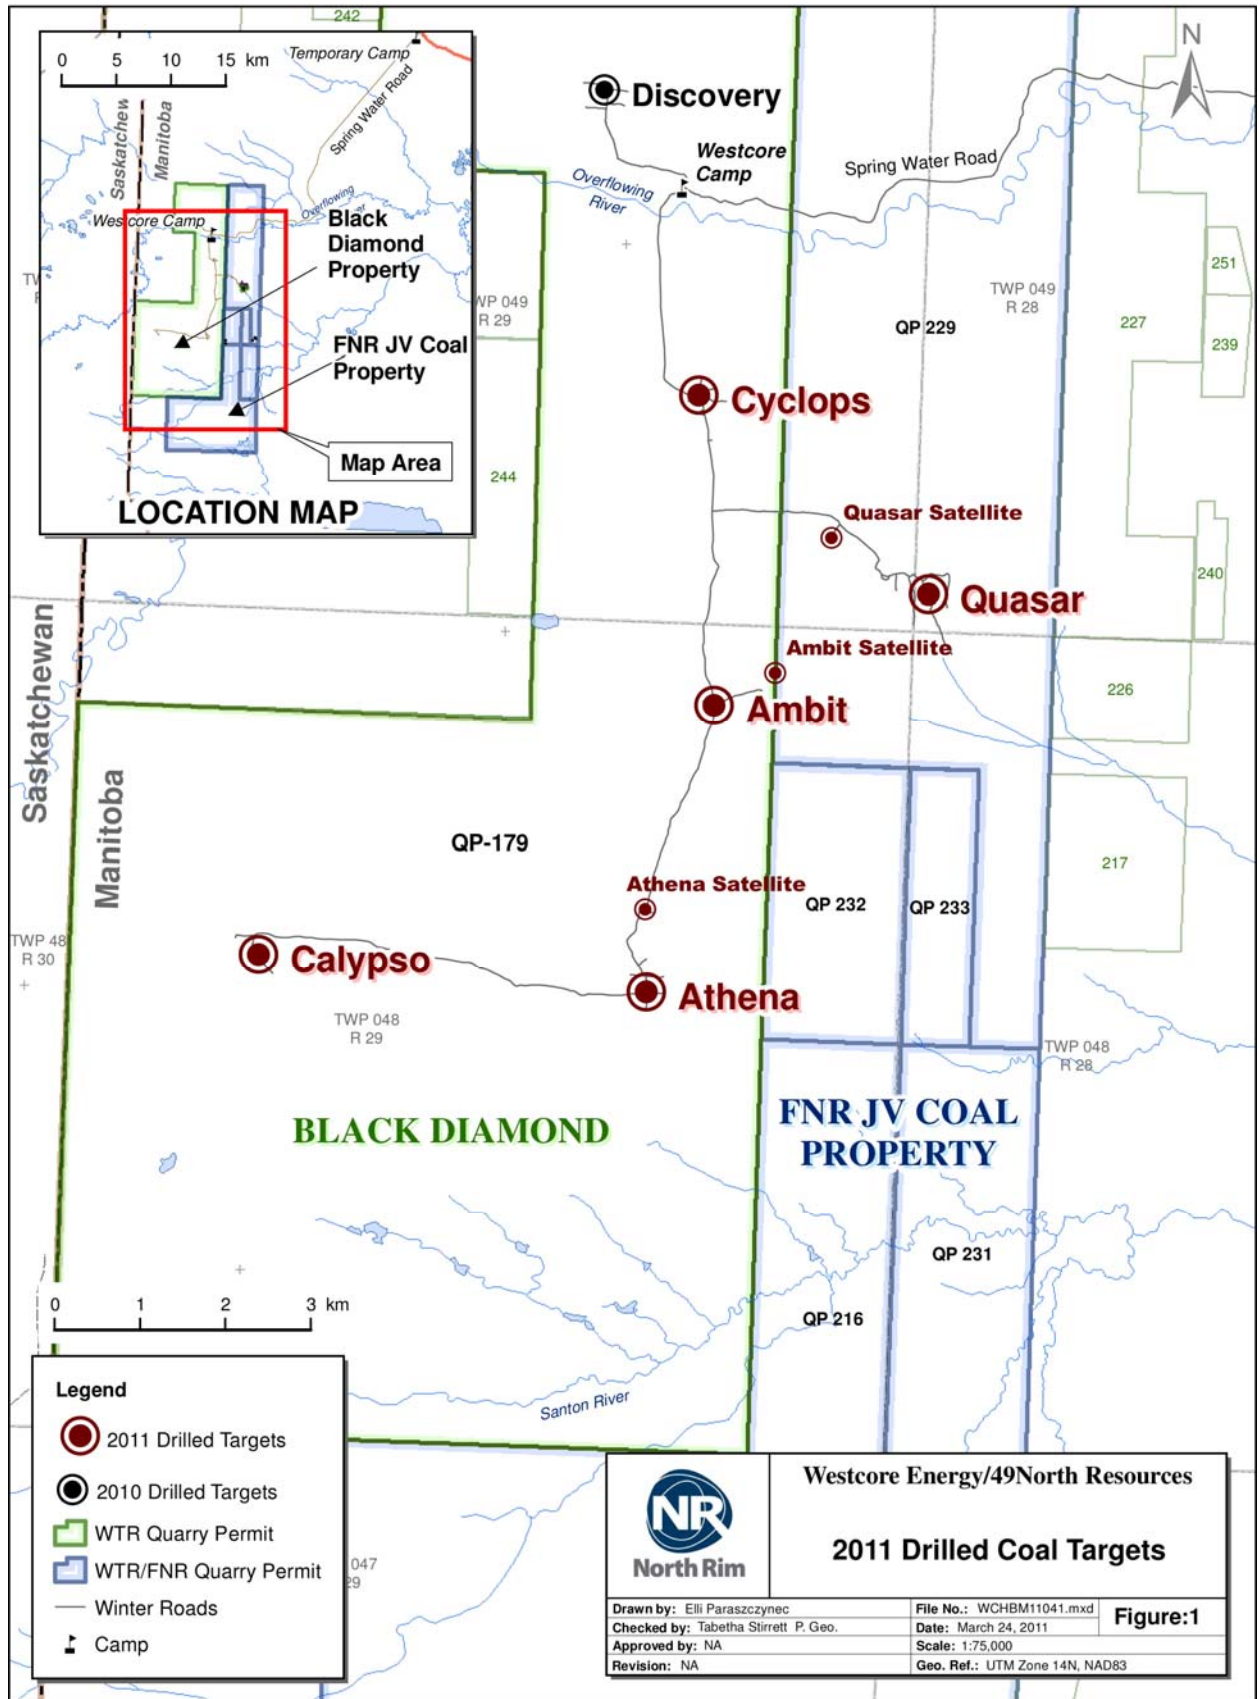 242
0 5 10 15 km
Temporary Camp
Spring Water Road
Saskatchew
Manitoba
Westcore Camp
Overflowing
Black
Diamond
Property
FNR JV Coal
Property
Map Area
LOCATION MAP
N
Discovery
Westcore
Camp
Spring Water Road
Overflowing
River
251
TWP 049
R 28
227
239
WP 049
R 29
QP 229
Cyclops
244
Quasar Satellite
240
Quasar
Saskatchewan
Ambit Satellite
226
Ambit
Manitoba
QP-179
217
Athena Satellite
QP 232
QP 233
TWP 48
R 30
Calypso
Athena
TWP 048
R 29
TWP 048
R 28
BLACK DIAMOND
FNR JV COAL
PROPERTY
QP 231
0 1 2 3 km
QP 216
Santon River
Legend
2011 Drilled Targets
2010 Drilled Targets
WTR Quarry Permit
WTR/FNR Quarry Permit
Winter Roads
Camp
047
29
NR
North Rim
Westcore Energy/49North Resources
2011 Drilled Coal Targets
Drawn by: Elli Paraszczynec
File No.: WCHBM11041.mxd
Figure:1
Checked by: Tabetha Stirrett P. Geo.
Date: March 24, 2011
Approved by: NA
Scale: 1:75,000
Revision: NA
Geo. Ref.: UTM Zone 14N, NAD83